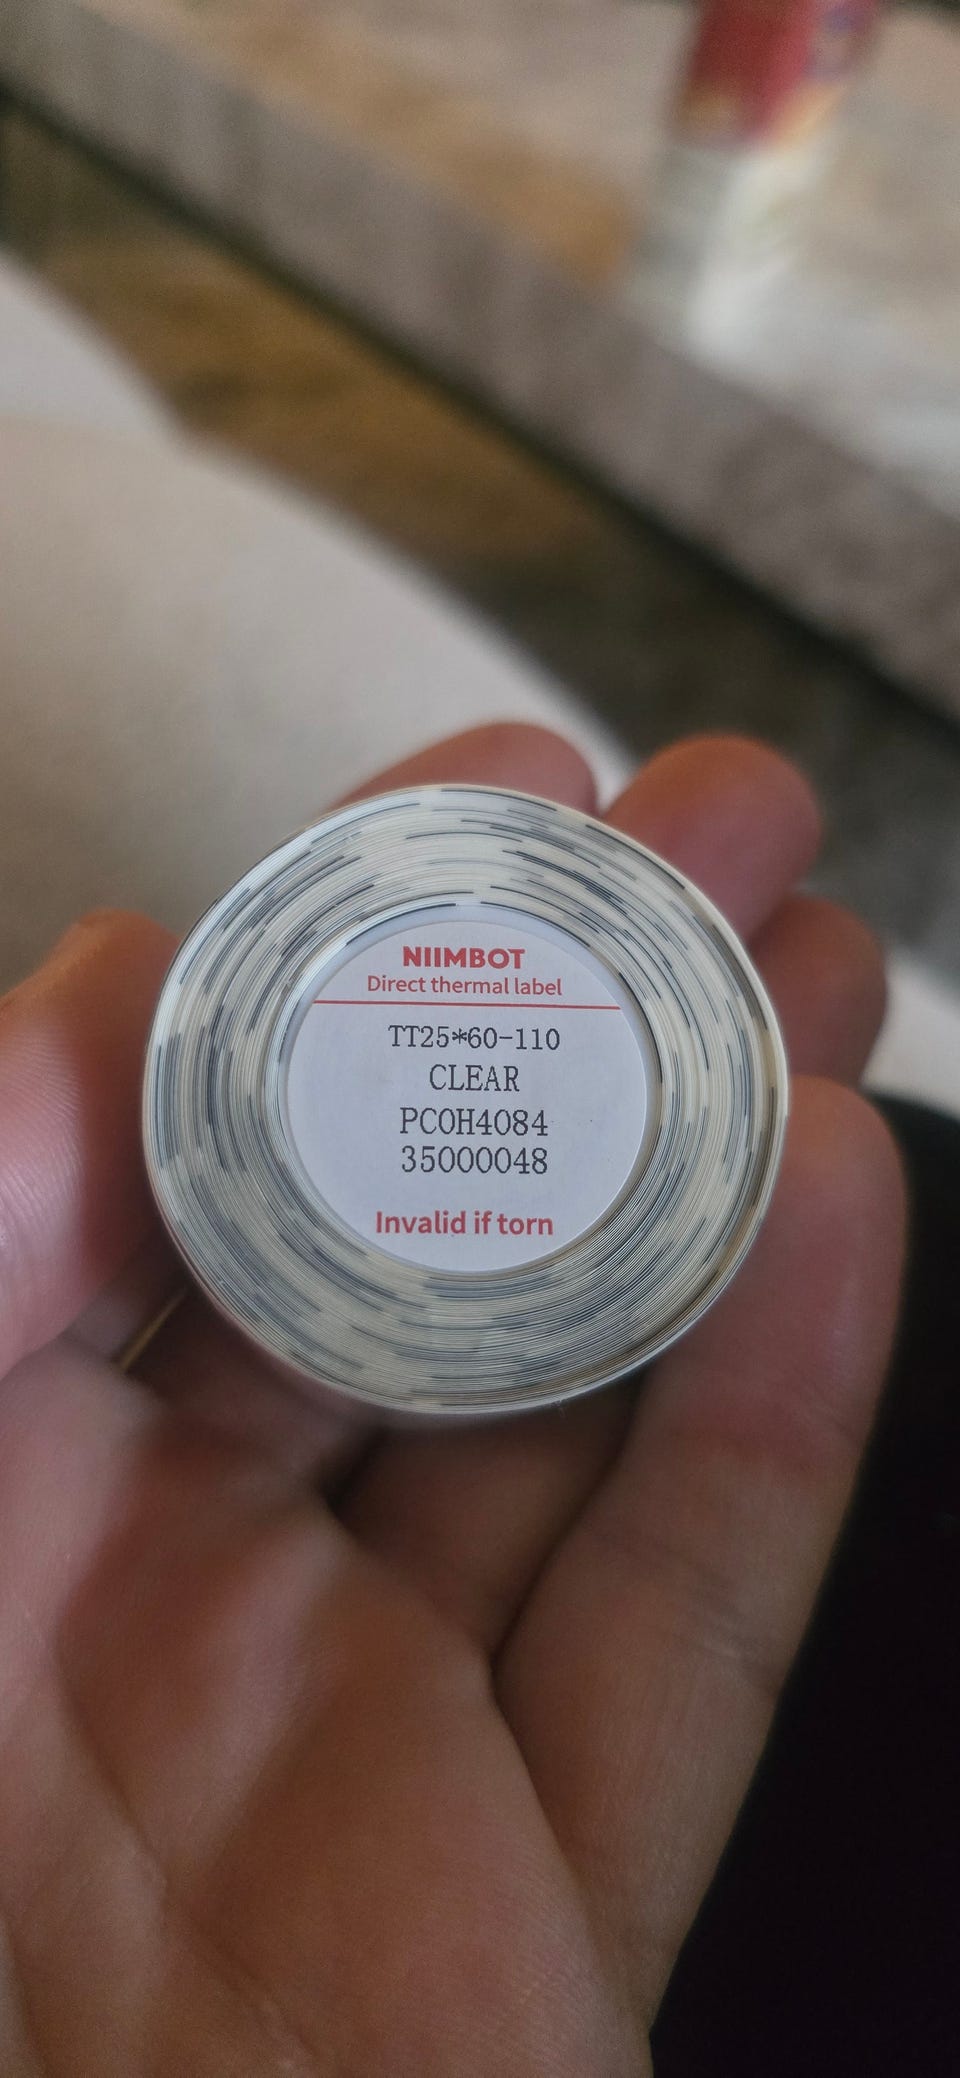 NIIMBOT
Direct thermal label
TT25*60-110
CLEAR
PC0H4084
35000048
Invalid if torn